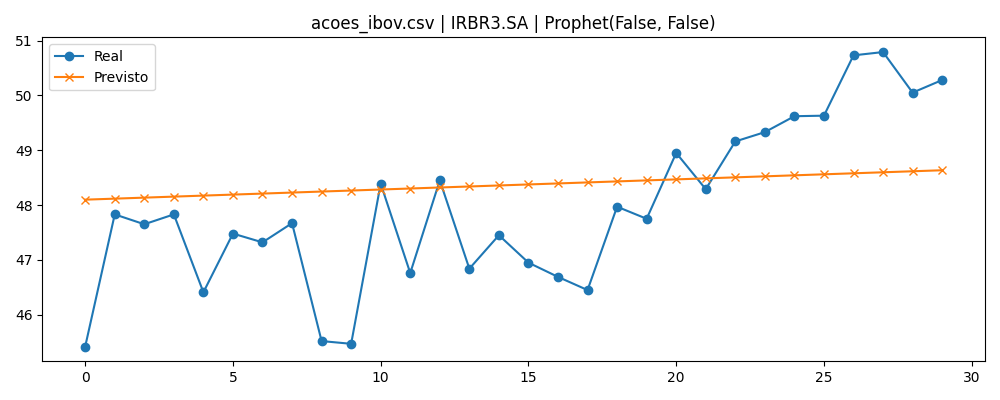 acoes_ibov.csv | IRBR3.SA | Prophet(False, False)
Real
Previsto
51
50
49
48
47
46
0 5 10 15 20 25 30